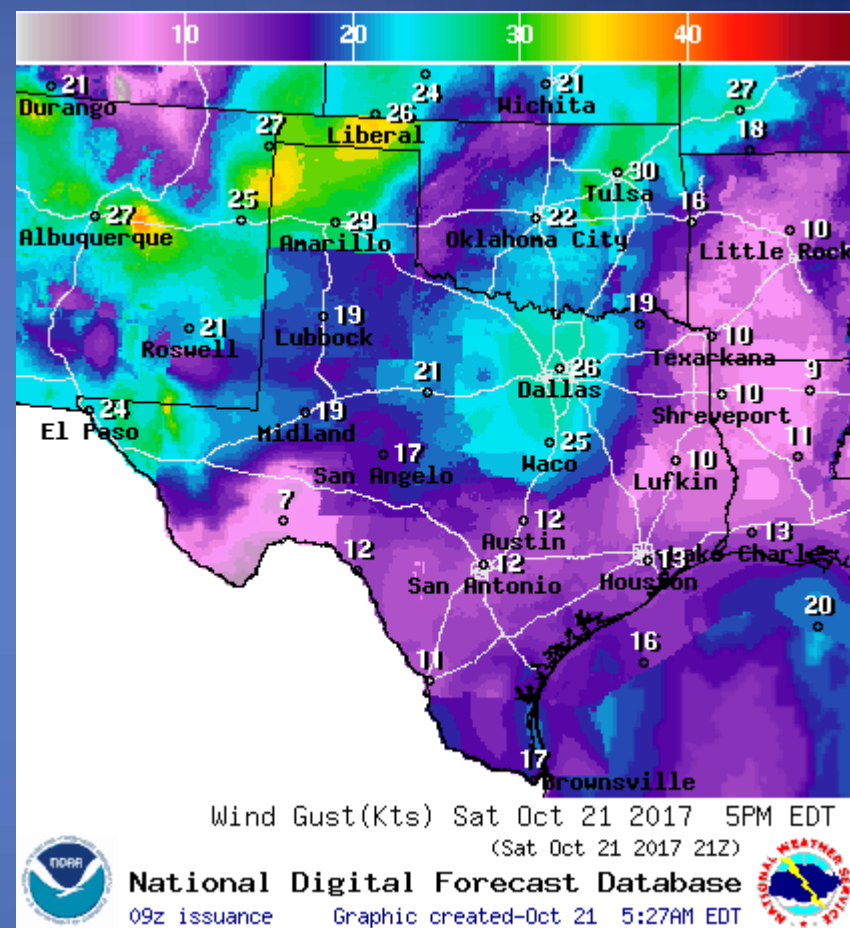 10 20 30 40
21 Durango
24
21 Wichita
27
26 Liberal
27
18
30 Tulsa
27 Albuquerque
25
29 Amarillo
22 Oklahoma City
16
10 Little Rock
21 Roswell
19 Lubbock
19
10 Texarkana
26 Dallas
21
10 Shreveport
9
24 El Paso
19 Midland
17 San Angelo
25 Waco
10 Lufkin
11
7
12 Austin
13 Lake Charles
12
12 San Antonio
13 Houston
20
16
11
17 Brownsville
Wind Gust(Kts) Sat Oct 21 2017 5PM EDT
(Sat Oct 21 2017 21Z)
National Digital Forecast Database
09z issuance Graphic created-Oct 21 5:27AM EDT
NOAA
NATIONAL WEATHER SERVICE